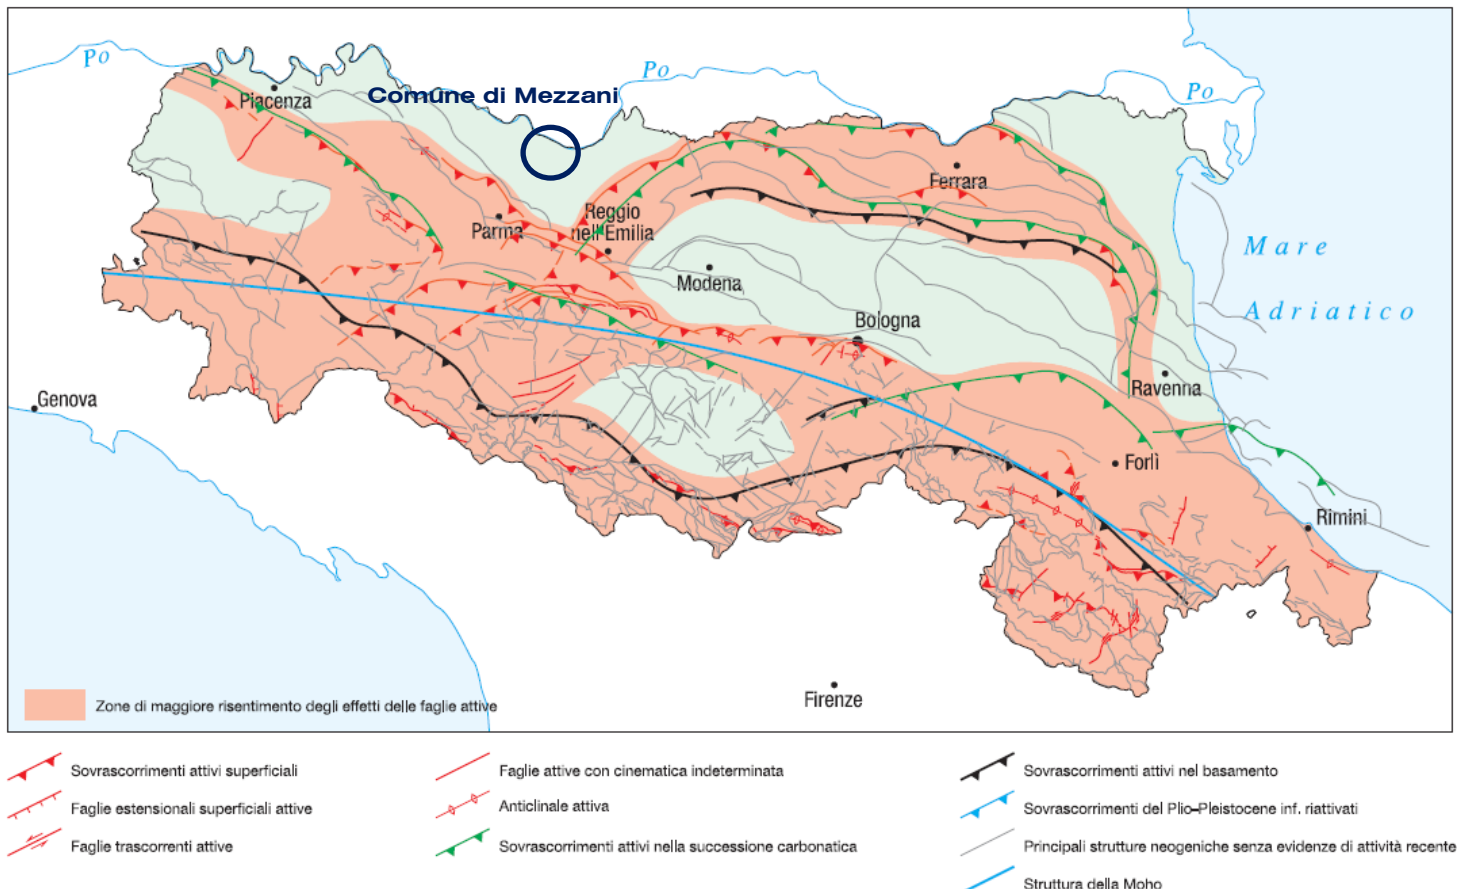 Po
Po
Po
Comune di Mezzani
Piacenza
Ferrara
Parma
Reggio
nell'Emilia
Mare
Modena
Adriatico
Bologna
Ravenna
Genova
Forlì
Rimini
Firenze
Zone di maggiore risentimento degli effetti delle faglie attive
Sovrascorrimenti attivi superficiali
Faglie estensionali superficiali attive
Faglie trascorrenti attive
Faglie attive con cinematica indeterminata
Anticlinale attiva
Sovrascorrimenti attivi nella successione carbonatica
Sovrascorrimenti attivi nel basamento
Sovrascorrimenti del Plio-Pleistocene inf. riattivati
Principali strutture neogeniche senza evidenze di attività recente
Struttura della Moho